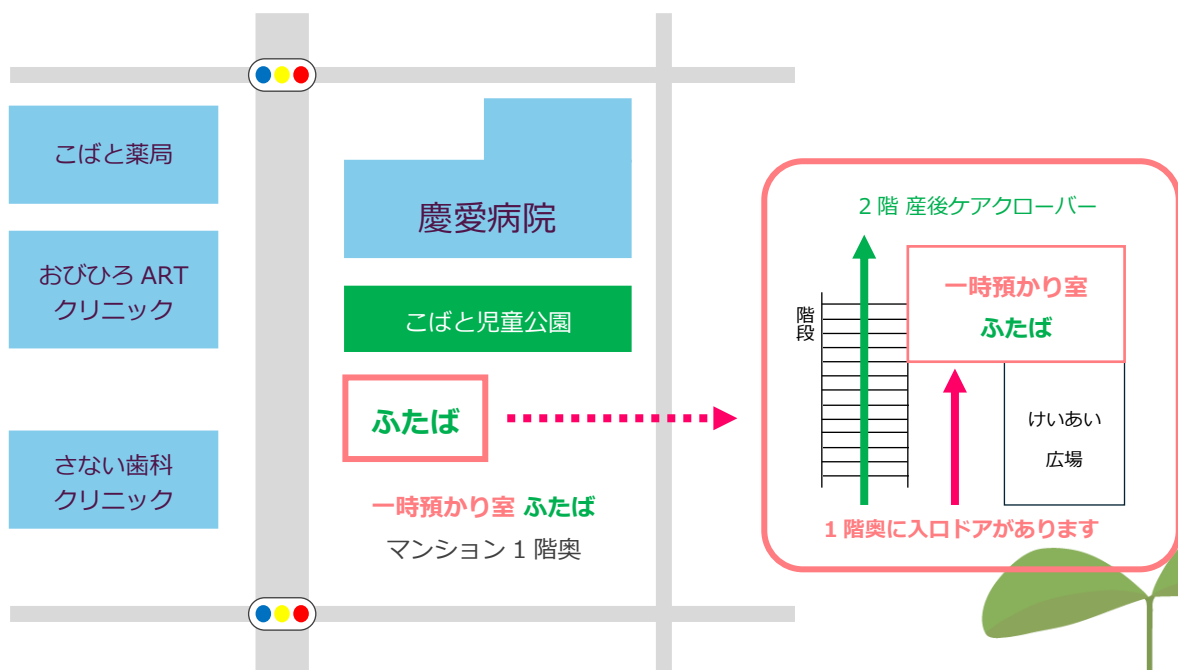 こばと薬局
おびひろ ART
クリニック
さない歯科
クリニック
慶愛病院
こばと児童公園
ふたば
一時預かり室 ふたば
マンション 1 階奥
2 階 産後ケアクローバー
階段
一時預かり室
ふたば
けいあい
広場
1 階奥に入口ドアがあります